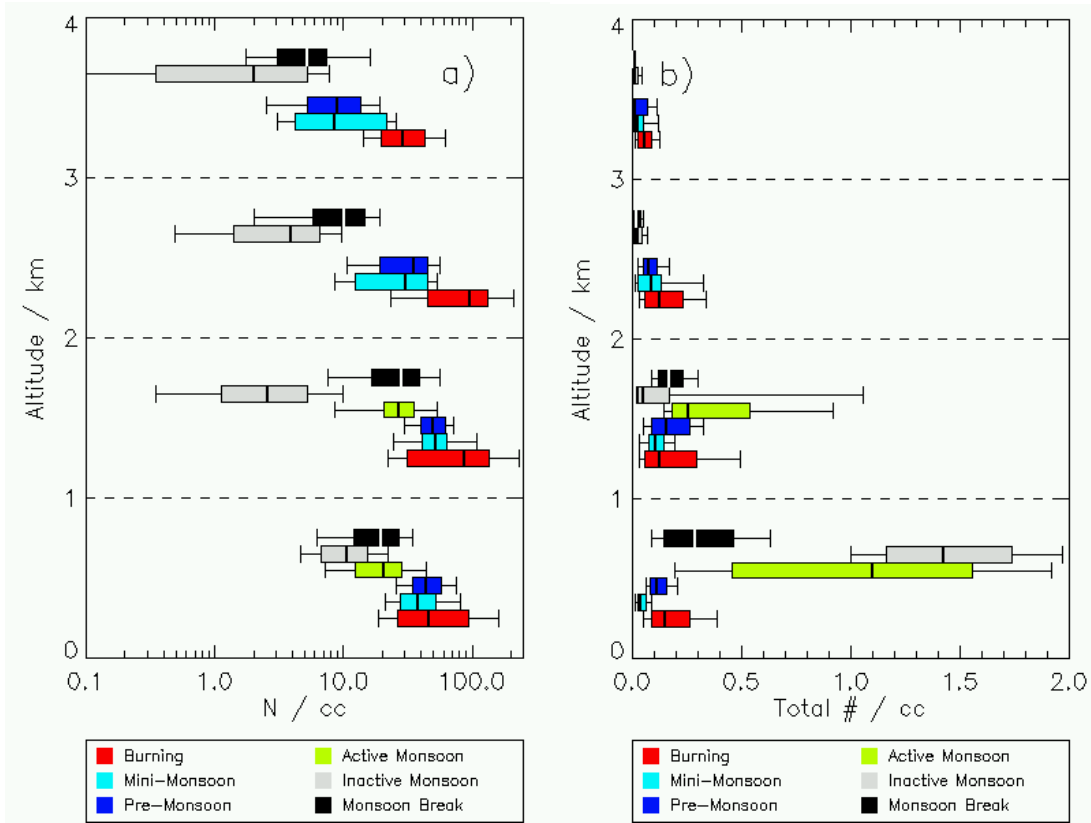 4
3
2
1
0
Altitude / km
a)
0.1 1.0 10.0 100.0
N / cc
Burning Active Monsoon
Mini-Monsoon Inactive Monsoon
Pre-Monsoon Monsoon Break
4
3
2
1
0
Altitude / km
b)
0.0 0.5 1.0 1.5 2.0
Total # / cc
Burning Active Monsoon
Mini-Monsoon Inactive Monsoon
Pre-Monsoon Monsoon Break